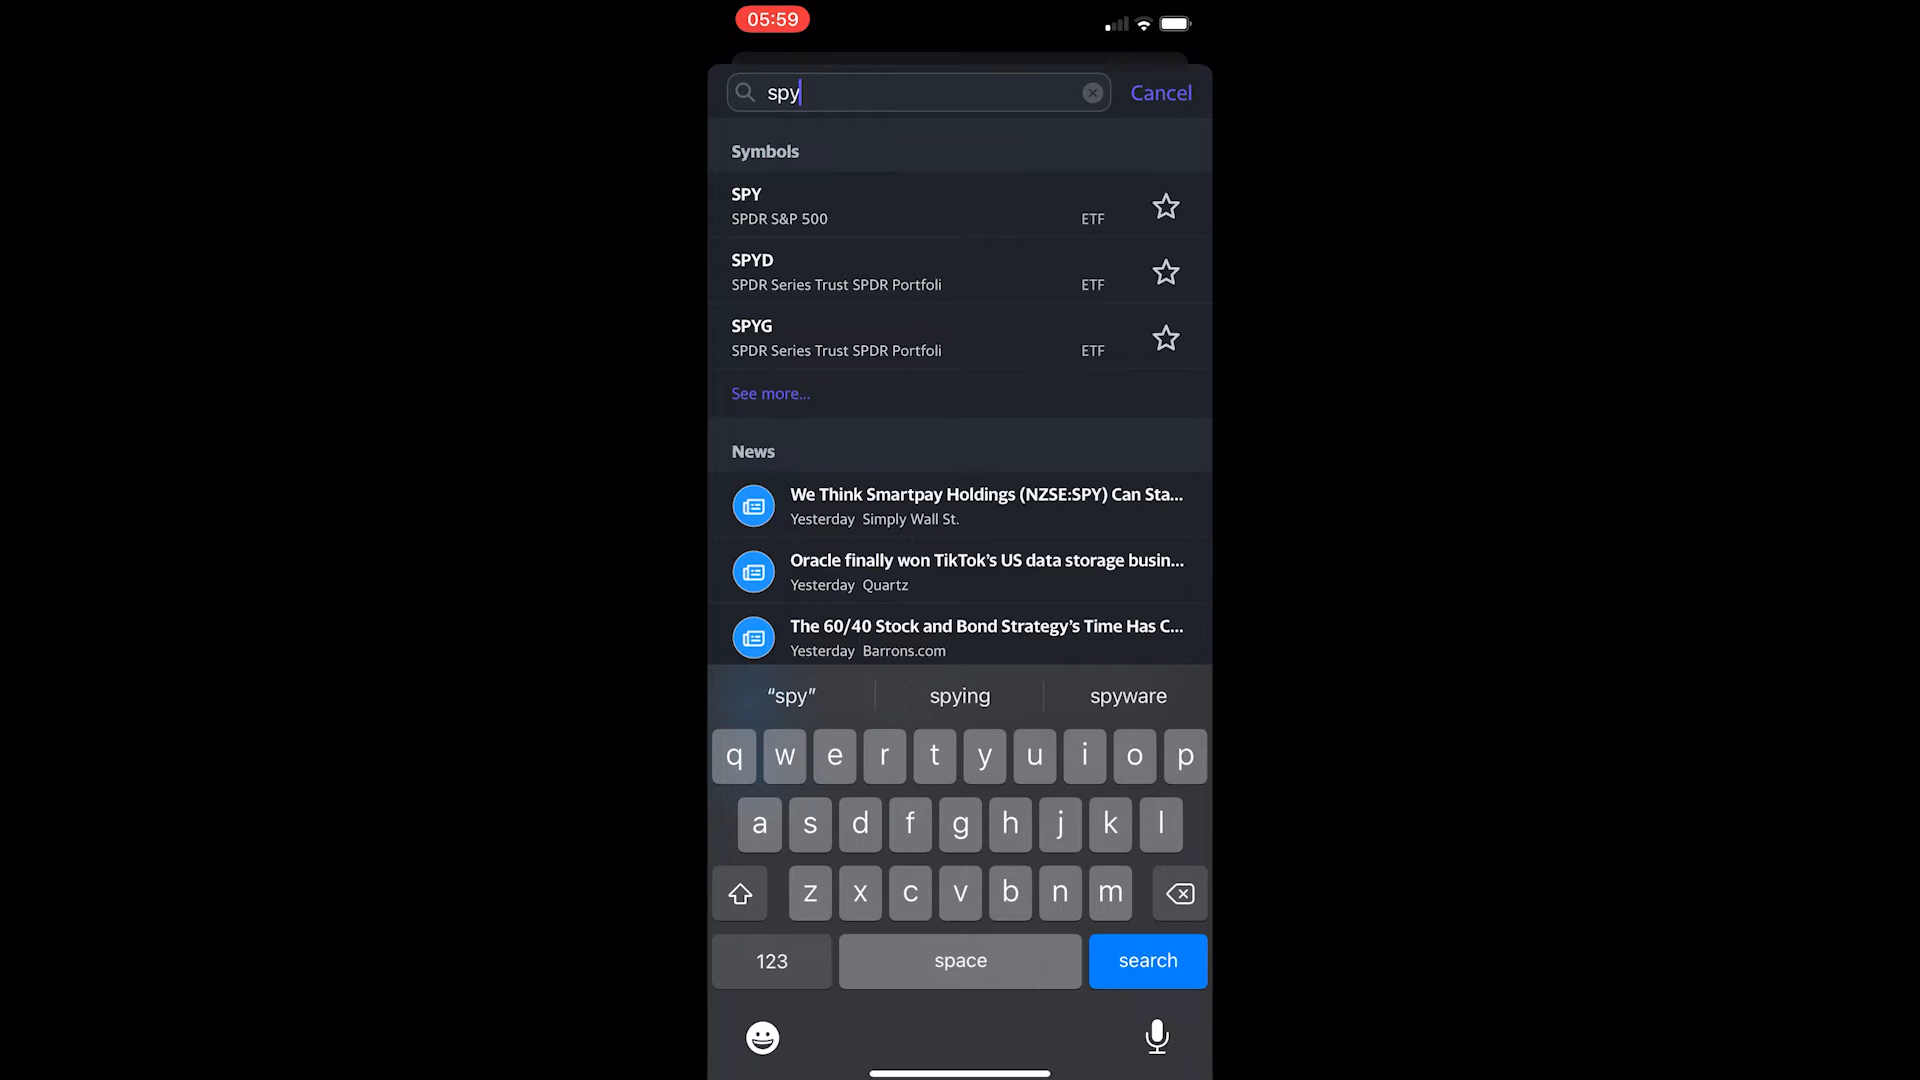 05:59
spy
Cancel
Symbols
SPY
SPDR S&P 500
ETF
SPYD
SPDR Series Trust SPDR Portfoli
ETF
SPYG
SPDR Series Trust SPDR Portfoli
ETF
See more...
News
We Think Smartpay Holdings (NZSE:SPY) Can Sta...
Yesterday Simply Wall St.
Oracle finally won TikTok’s US data storage busin...
Yesterday Quartz
The 60/40 Stock and Bond Strategy’s Time Has C...
Yesterday Barrons.com
“spy” spying spyware
q w e r t y u i o p
a s d f g h j k l
z x c v b n m
123 space search